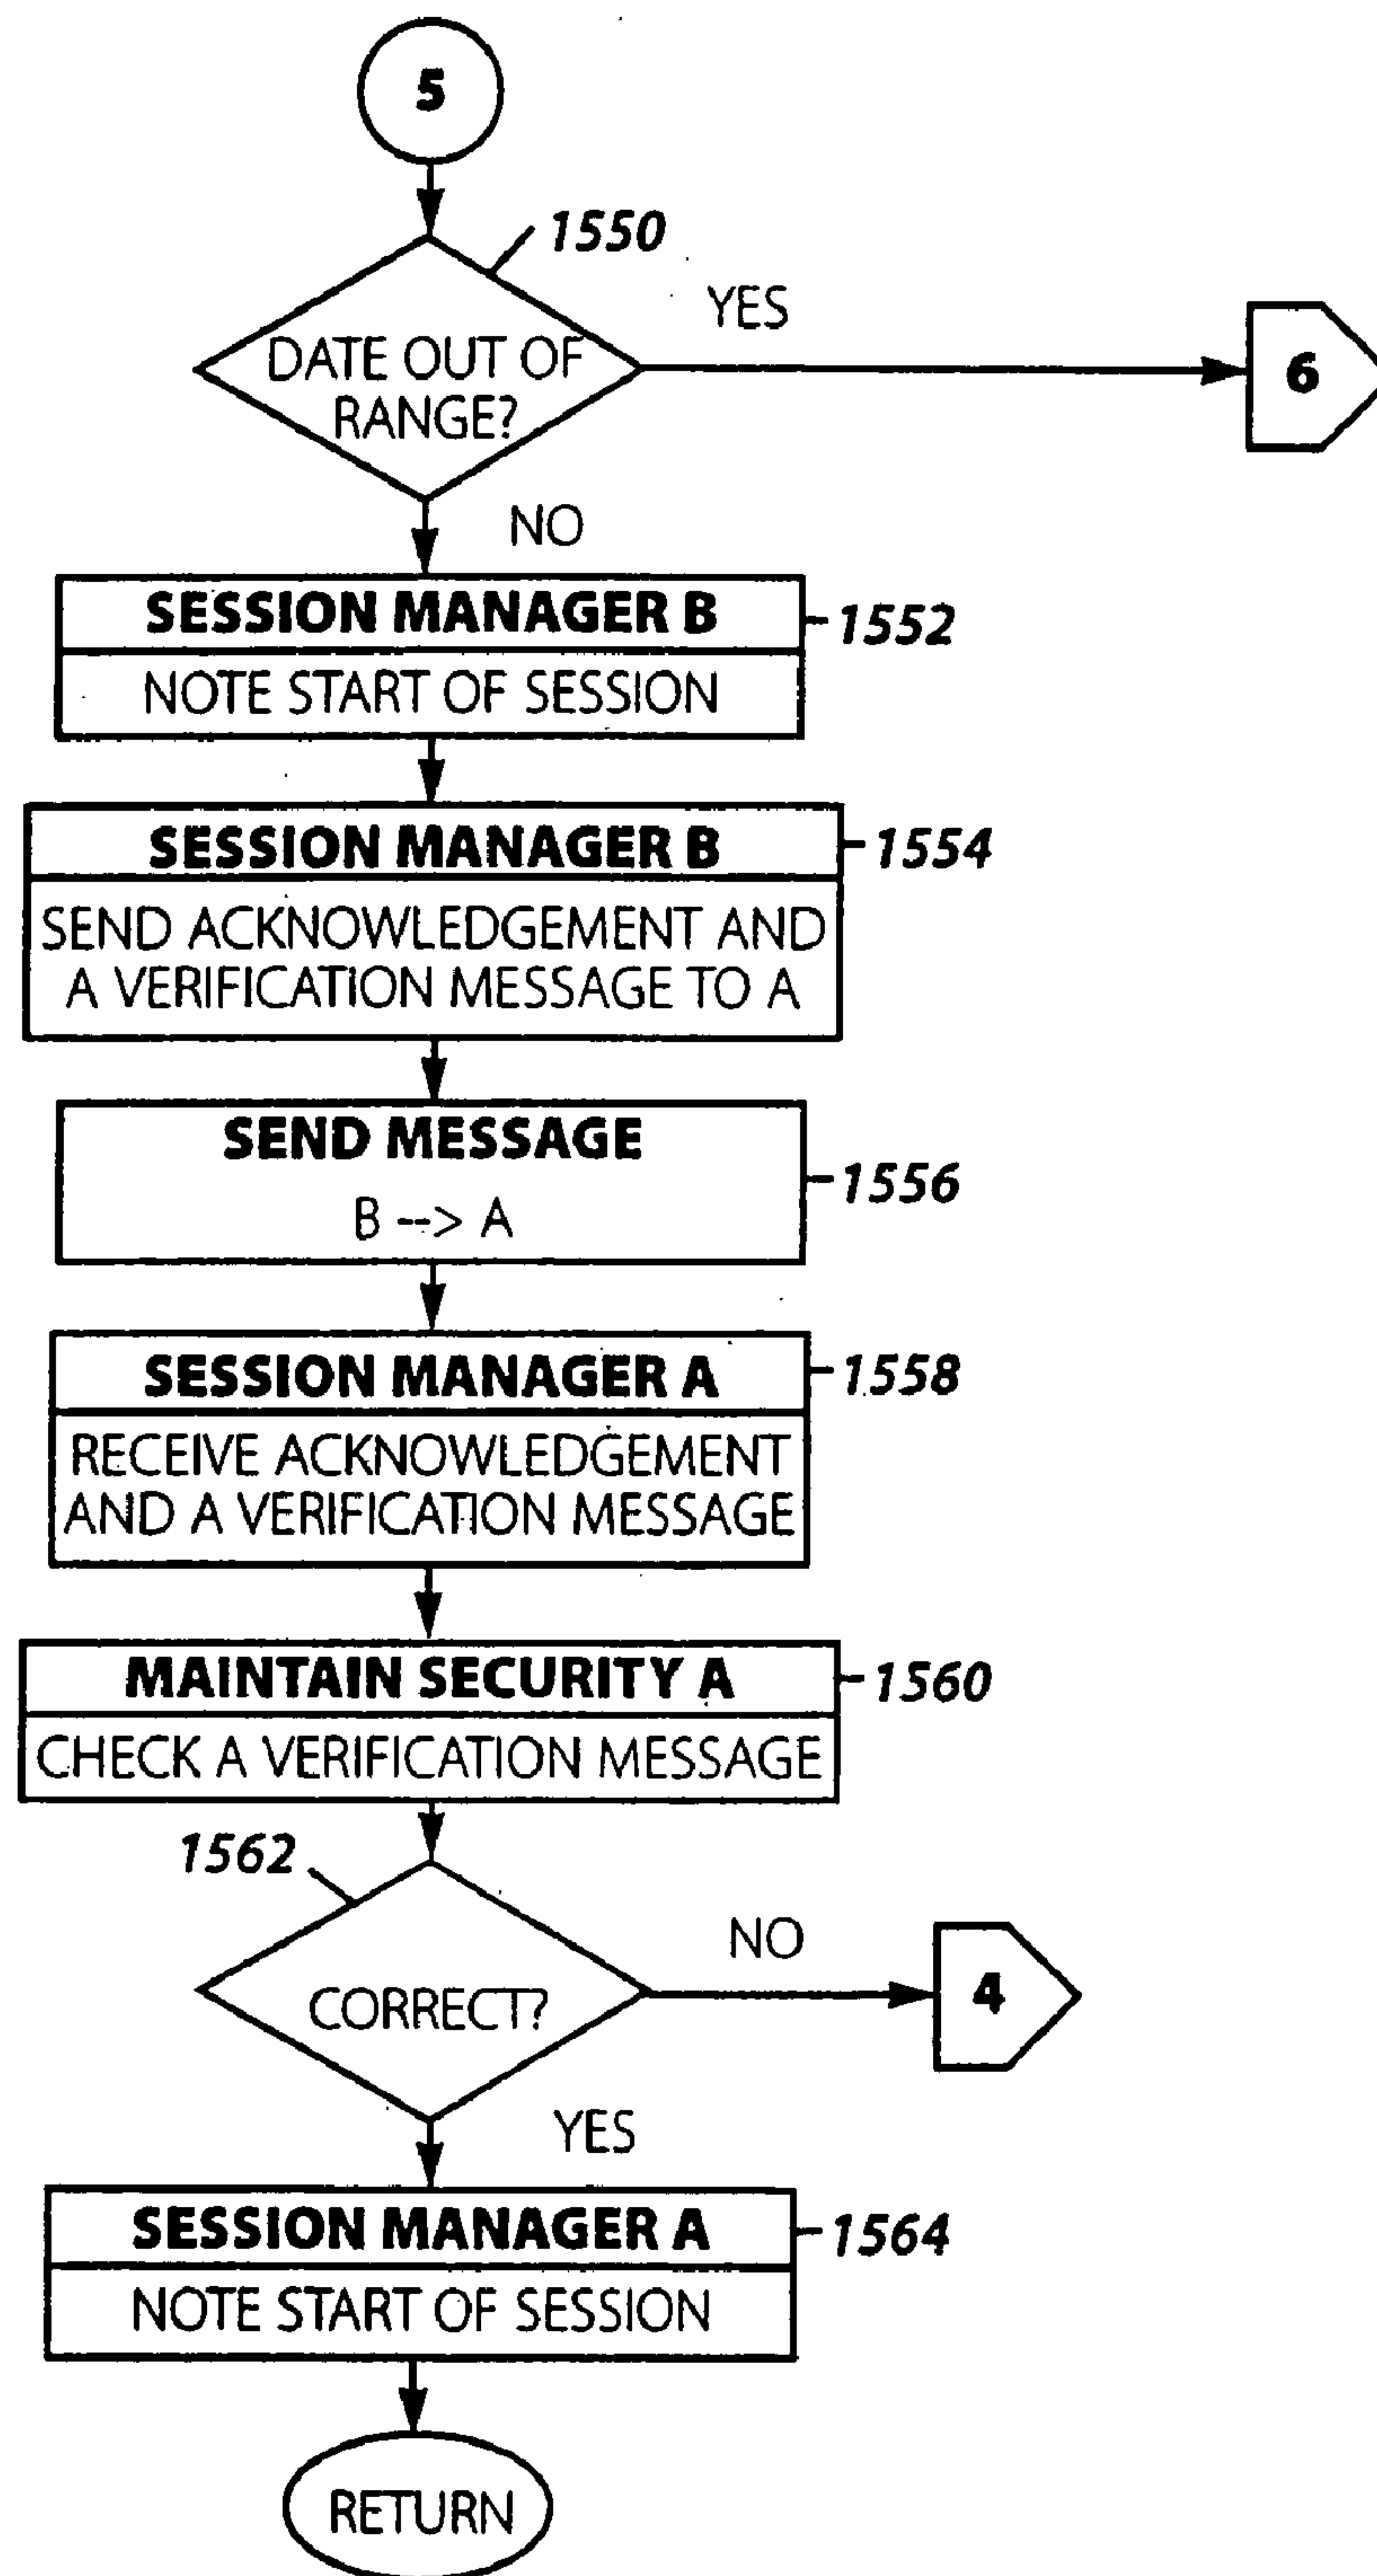 5
1550
YES
DATE OUT OF
RANGE?
6
NO
SESSION MANAGER B
1552
NOTE START OF SESSION
SESSION MANAGER B
1554
SEND ACKNOWLEDGEMENT AND
A VERIFICATION MESSAGE TO A
SEND MESSAGE
1556
B --> A
SESSION MANAGER A
1558
RECEIVE ACKNOWLEDGEMENT
AND A VERIFICATION MESSAGE
MAINTAIN SECURITY A
1560
CHECK A VERIFICATION MESSAGE
1562
NO
CORRECT?
4
YES
SESSION MANAGER A
1564
NOTE START OF SESSION
RETURN